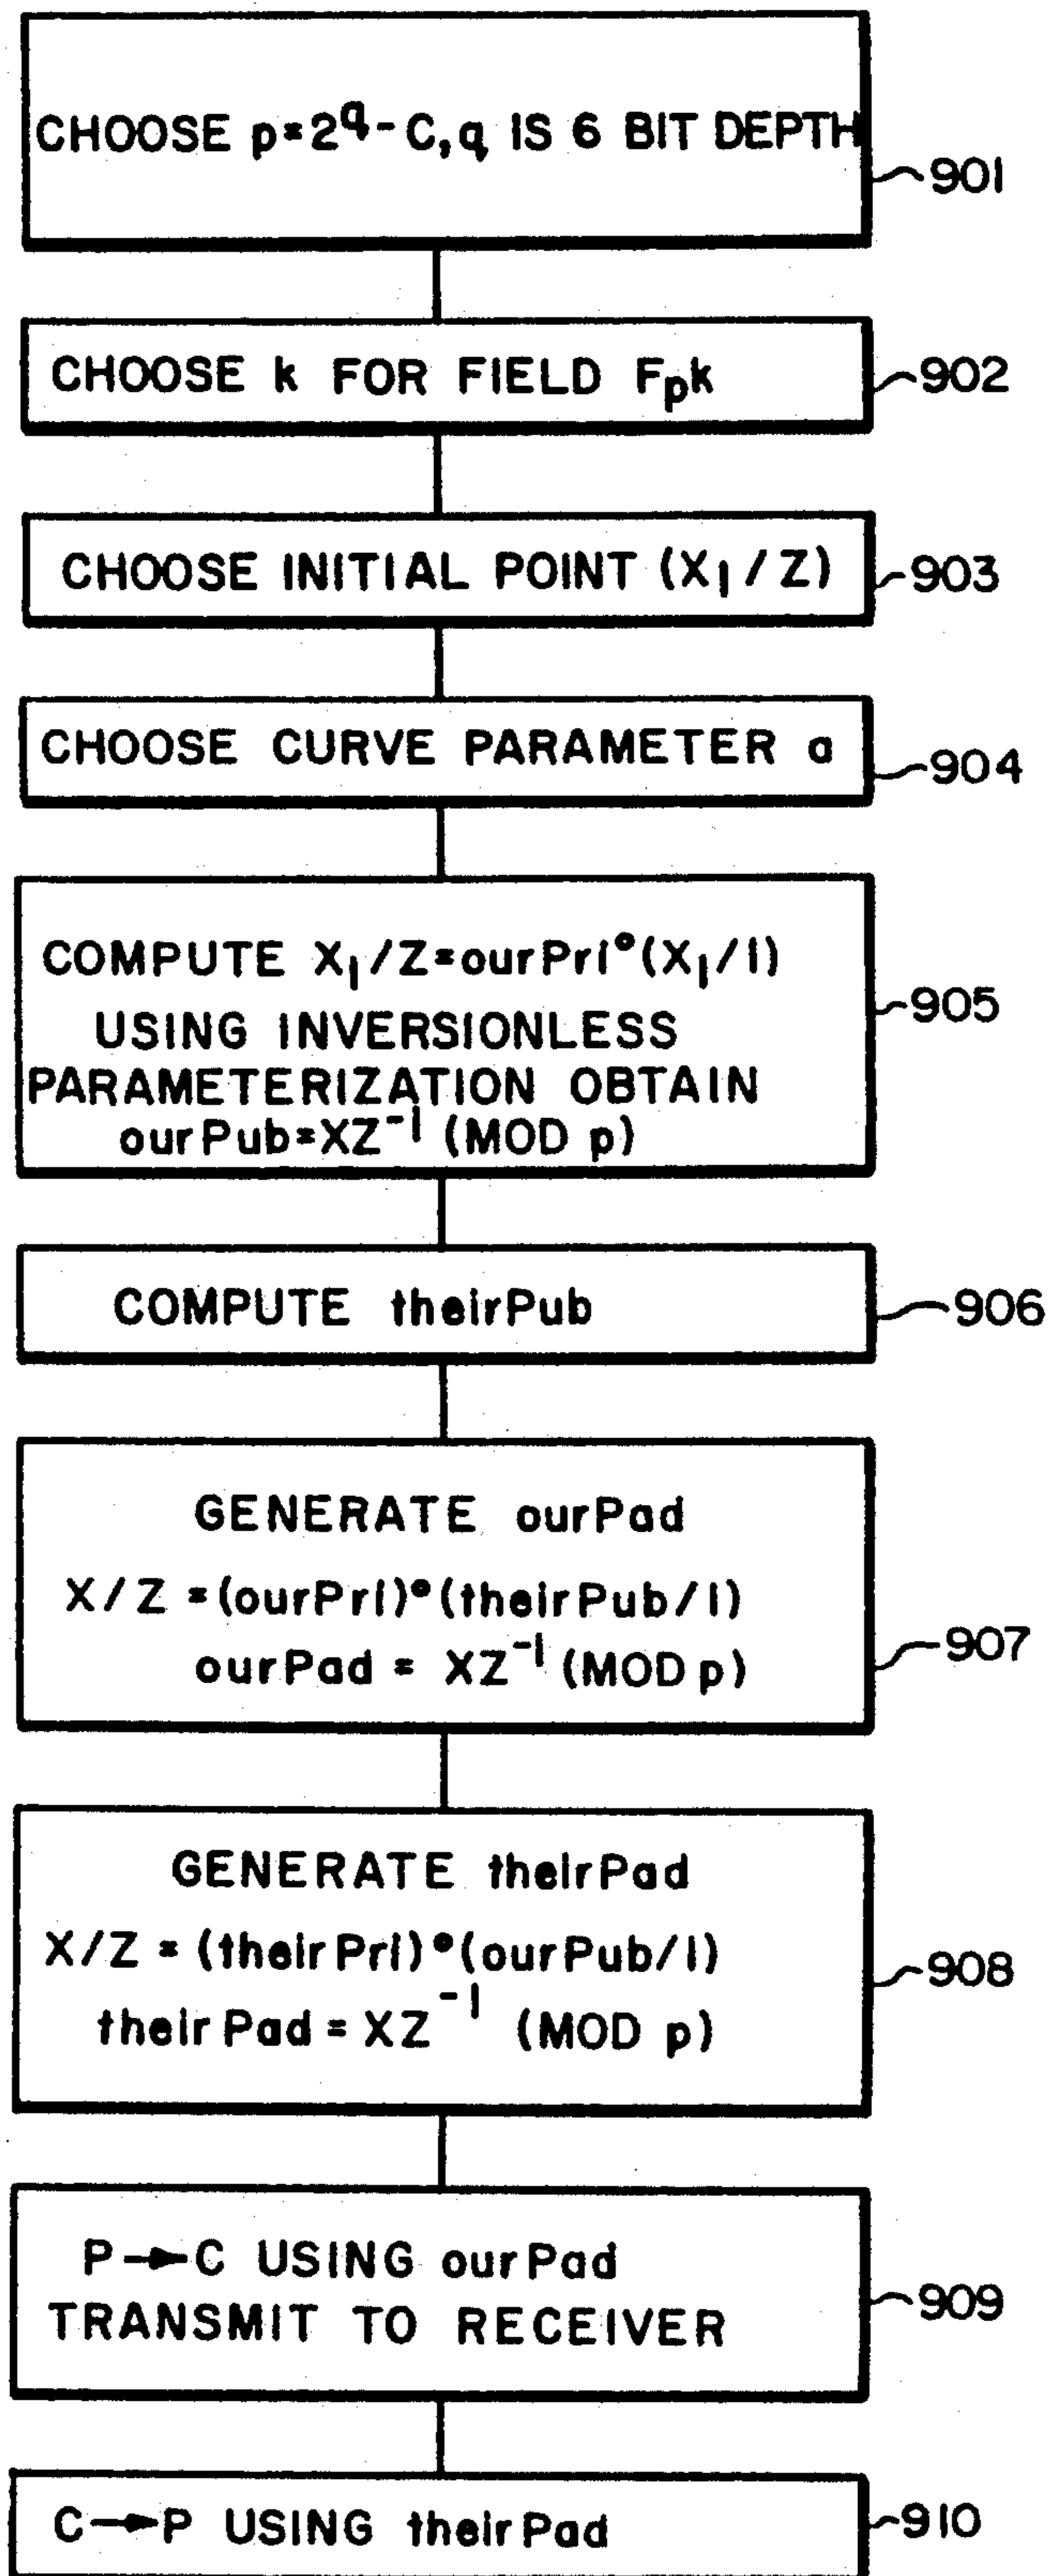 CHOOSE p=2^q-C, q IS 6 BIT DEPTH
901
CHOOSE k FOR FIELD F_pk
902
CHOOSE INITIAL POINT (X₁/Z)
903
CHOOSE CURVE PARAMETER a
904
COMPUTE X₁/Z=ourPri°(X₁/1)
USING INVERSIONLESS
PARAMETERIZATION OBTAIN
ourPub=XZ⁻¹ (MOD p)
905
COMPUTE theirPub
906
GENERATE ourPad
X/Z =(ourPri)°(theirPub/1)
ourPad = XZ⁻¹(MOD p)
907
GENERATE theirPad
X/Z = (theirPri)°(ourPub/1)
theirPad = XZ⁻¹ (MOD p)
908
P→C USING ourPad
TRANSMIT TO RECEIVER
909
C→P USING theirPad
910